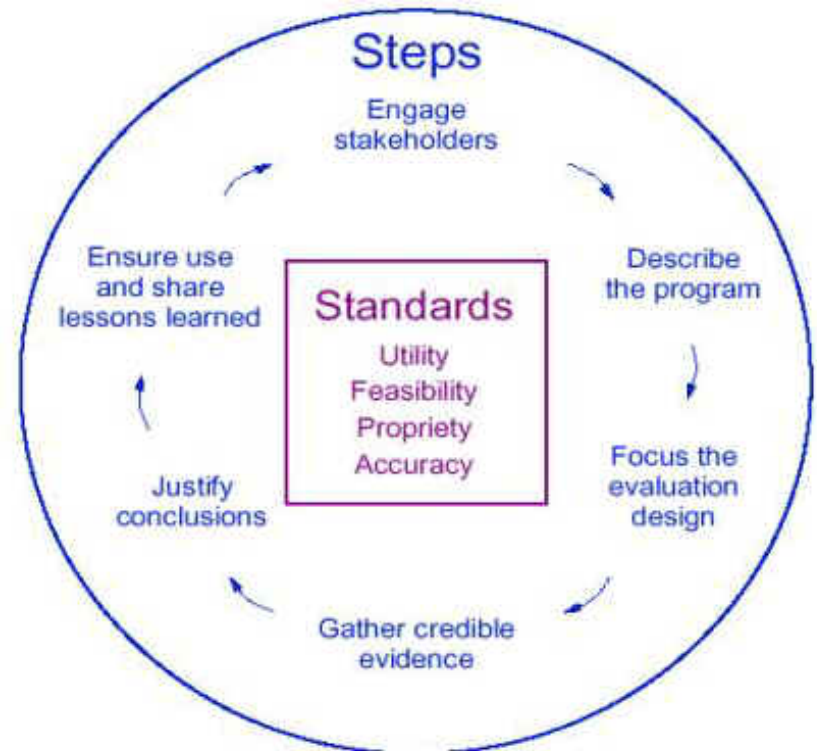 Steps
Engage
stakeholders
Describe
the program
Focus the
evaluation
design
Gather credible
evidence
Justify
conclusions
Ensure use
and share
lessons learned
Standards
Utility
Feasibility
Propriety
Accuracy